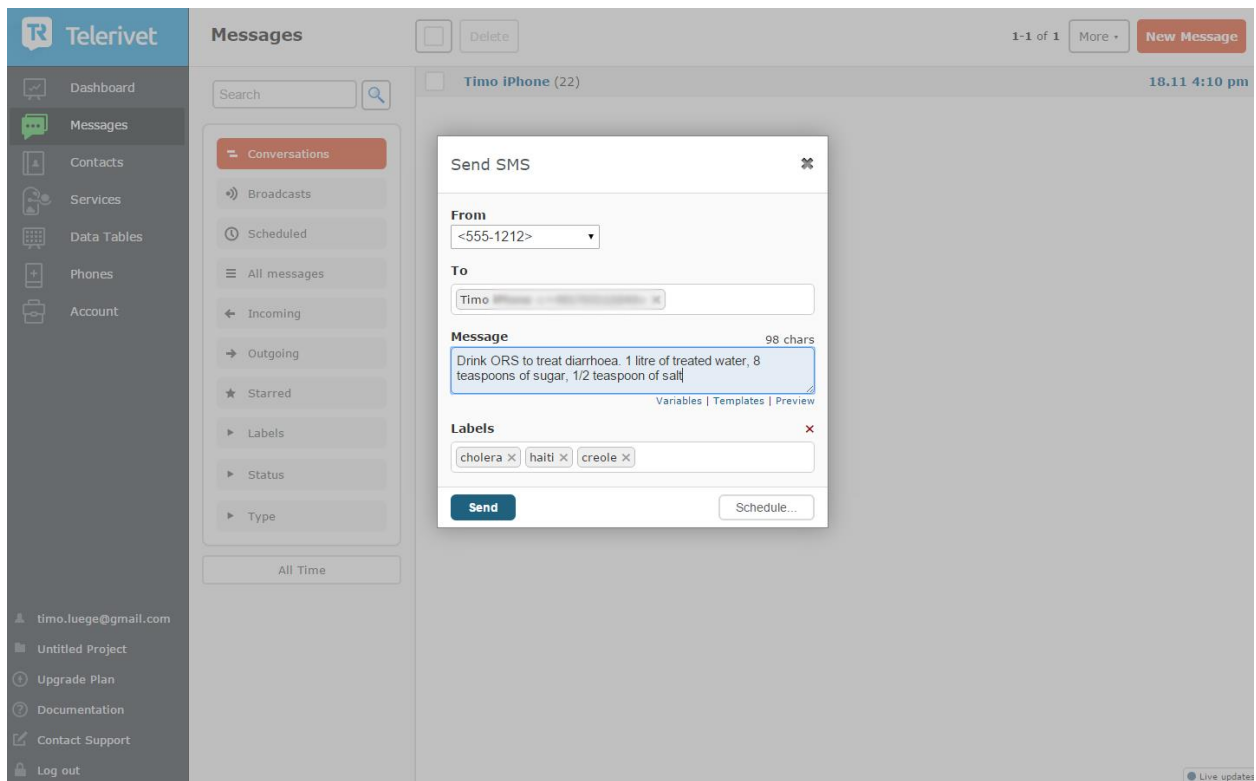 Telerivet
Messages
Delete
1-1 of 1
More
New Message
Dashboard
Messages
Contacts
Services
Data Tables
Phones
Account
Search
Conversations
Broadcasts
Scheduled
All messages
Incoming
Outgoing
Starred
Labels
Status
Type
All Time
Timo iPhone (22)
18.11 4:10 pm
Send SMS
From
<555-1212>
To
Timo
Message
98 chars
Drink ORS to treat diarrhoea. 1 litre of treated water, 8
teaspoons of sugar, 1/2 teaspoon of salt
Variables | Templates | Preview
Labels
cholera
haiti
creole
Send
Schedule...
timo.luege@gmail.com
Untitled Project
Upgrade Plan
Documentation
Contact Support
Log out
Live updates